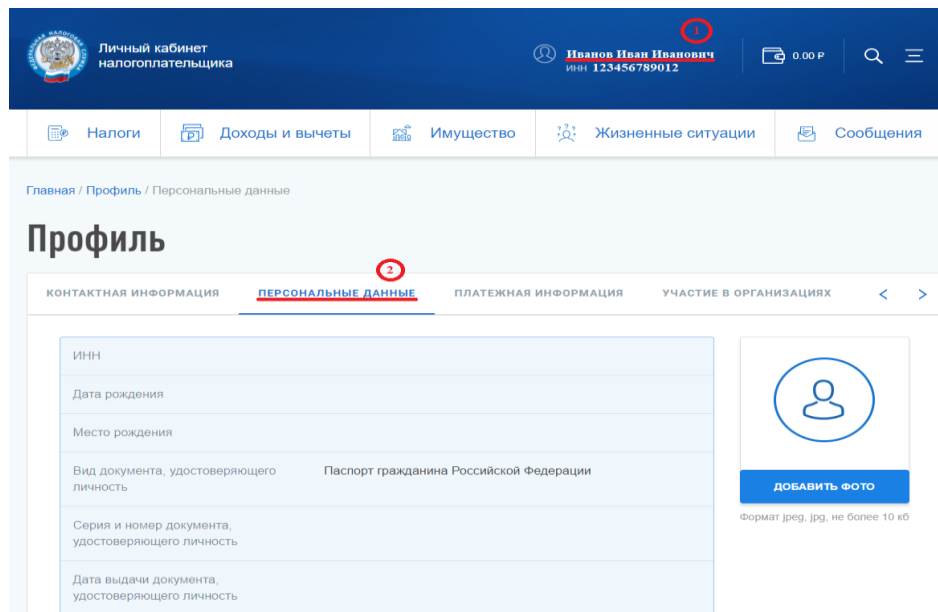 1
Личный кабинет
налогоплательщика
Иванов Иван Иванович
ИНН 123456789012
0.00 ₽
Налоги
Доходы и вычеты
Имущество
Жизненные ситуации
Сообщения
Главная / Профиль / Персональные данные
Профиль
2
КОНТАКТНАЯ ИНФОРМАЦИЯ
ПЕРСОНАЛЬНЫЕ ДАННЫЕ
ПЛАТЕЖНАЯ ИНФОРМАЦИЯ
УЧАСТИЕ В ОРГАНИЗАЦИЯХ
< >
ИНН
Дата рождения
Место рождения
Вид документа, удостоверяющего
личность
Паспорт гражданина Российской Федерации
Серия и номер документа,
удостоверяющего личность
Дата выдачи документа,
удостоверяющего личность
ДОБАВИТЬ ФОТО
Формат jpeg, jpg, не более 10 кб